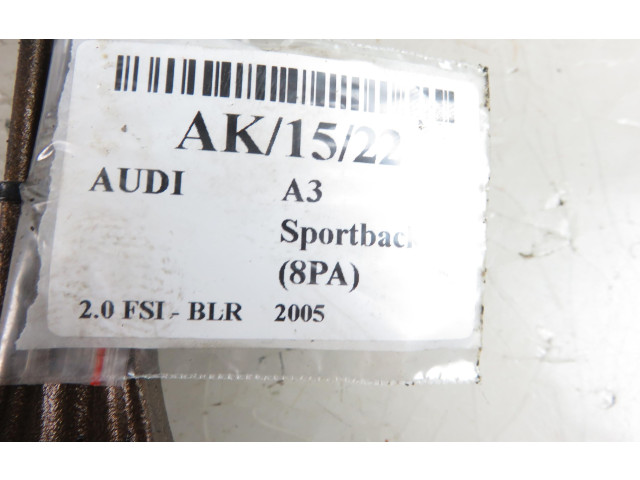 AK/15/22
AUDI A3
Sportback
(8PA)
2.0 FSI - BLR 2005